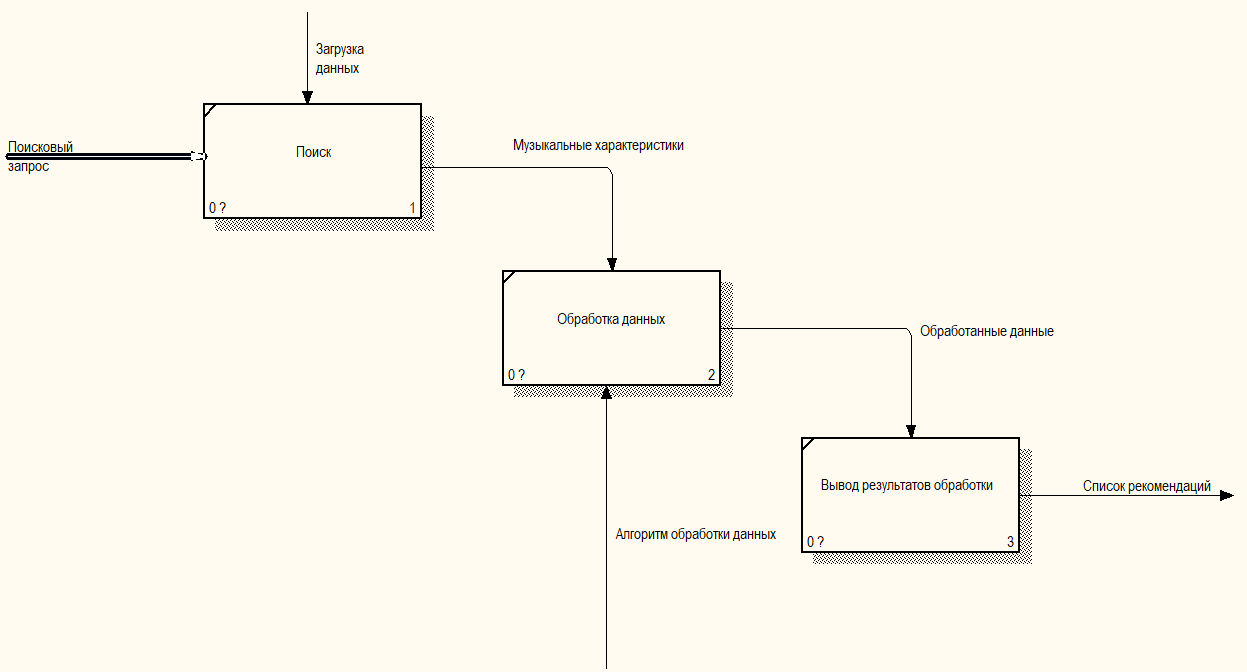 Загрузка
данных
Поисковый
запрос
Поиск
0 ?
1
Музыкальные характеристики
Обработка данных
0 ?
2
Обработанные данные
Вывод результатов обработки
0 ?
3
Список рекомендаций
Алгоритм обработки данных